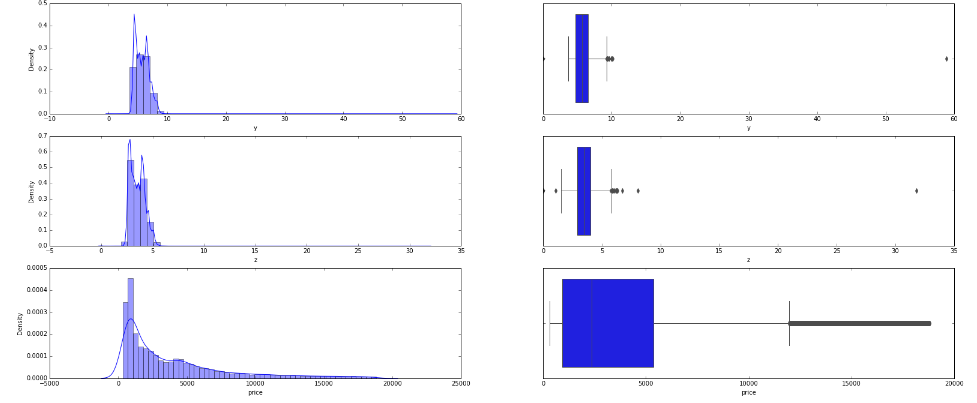 0.5
0.4
0.3
0.2
0.1
0.0
Density
−10 0 10 20 30 40 50 60
y
0 10 20 30 40 50 60
y
0.7
0.6
0.5
0.4
0.3
0.2
0.1
0.0
Density
−5 0 5 10 15 20 25 30 35
z
0 5 10 15 20 25 30 35
z
0.0005
0.0004
0.0003
0.0002
0.0001
0.0000
Density
−5000 0 5000 10000 15000 20000 25000
price
0 5000 10000 15000 20000
price